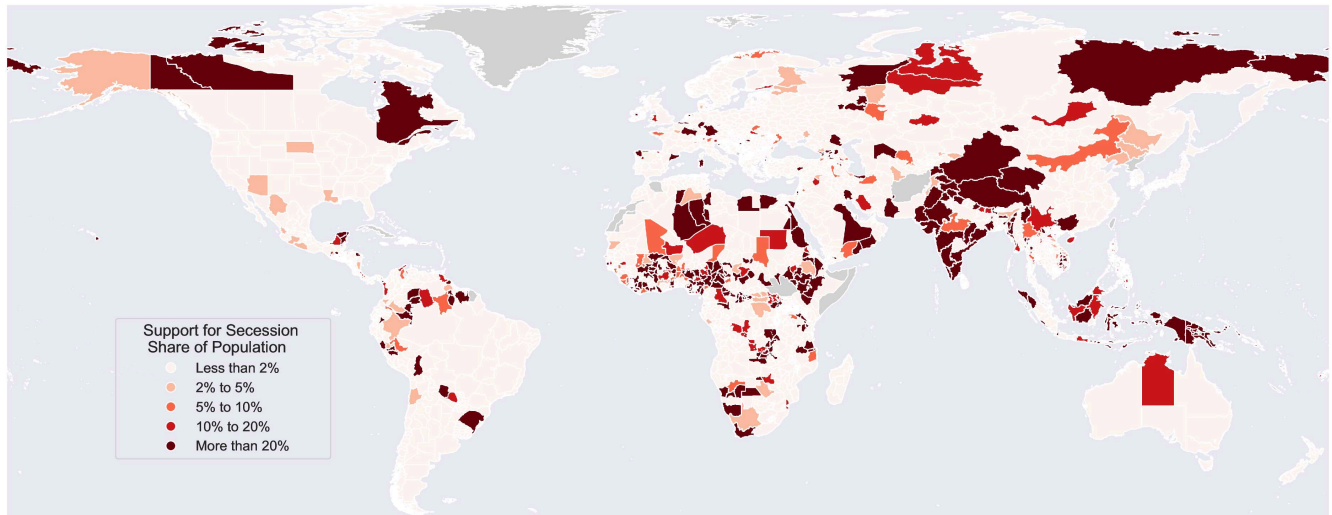 Support for Secession
Share of Population
Less than 2%
2% to 5%
5% to 10%
10% to 20%
More than 20%